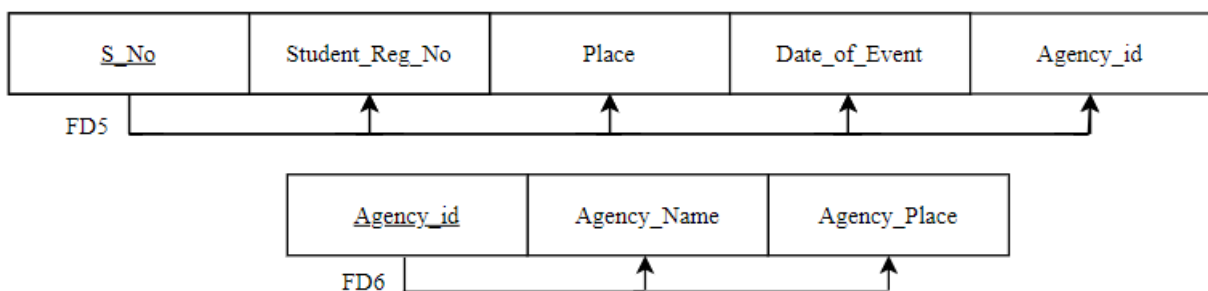 S_No Student_Reg_No Place Date_of_Event Agency_id
FD5
Agency_id Agency_Name Agency_Place
FD6